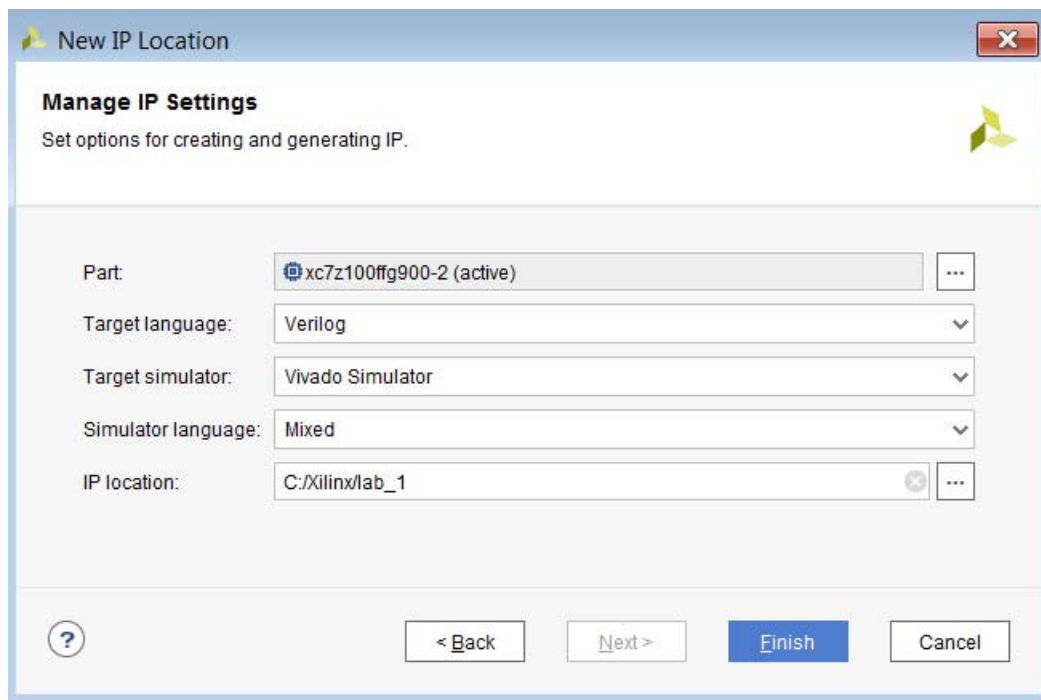 New IP Location
Manage IP Settings
Set options for creating and generating IP.
Part: xc7z100ffg900-2 (active) ...
Target language: Verilog
Target simulator: Vivado Simulator
Simulator language: Mixed
IP location: C:/Xilinx/lab_1 ...
? < Back Next > Finish Cancel